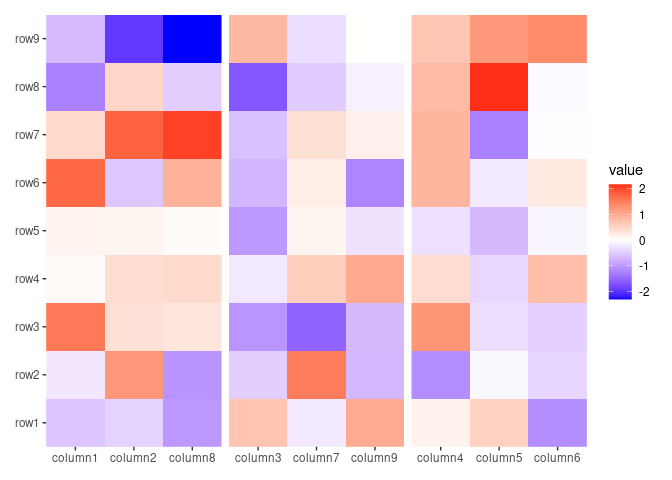 row9
row8
row7
row6
row5
row4
row3
row2
row1
column1 column2 column8 column3 column7 column9 column4 column5 column6
value
2
1
0
-1
-2